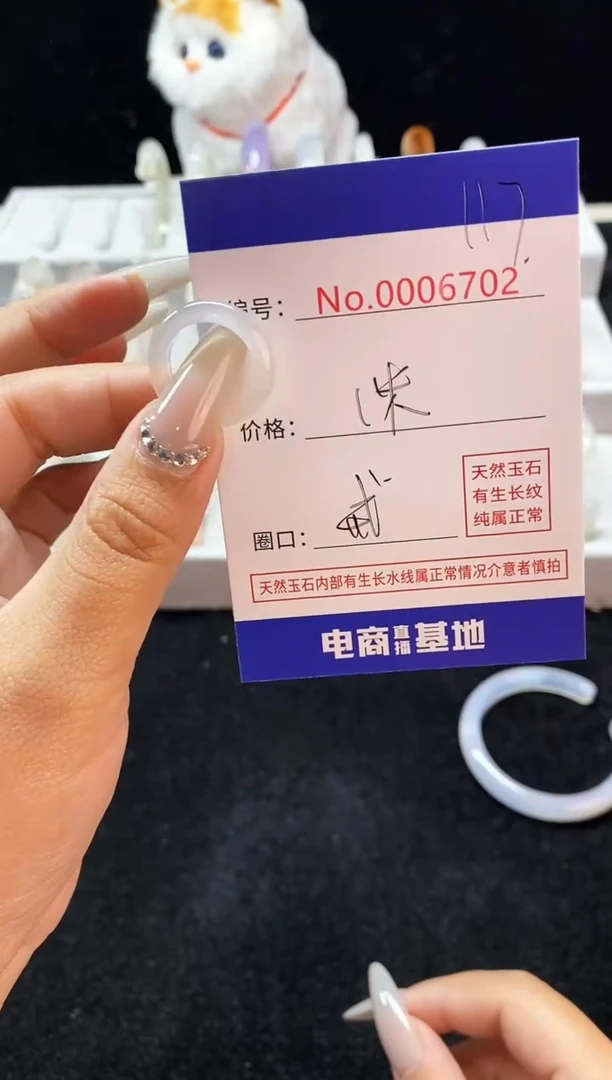 117.
编号: No.0006702
价格:
圈口:
天然玉石
有生长纹
纯属正常
天然玉石内部有生长水线属正常情况介意者慎拍
电商直播基地